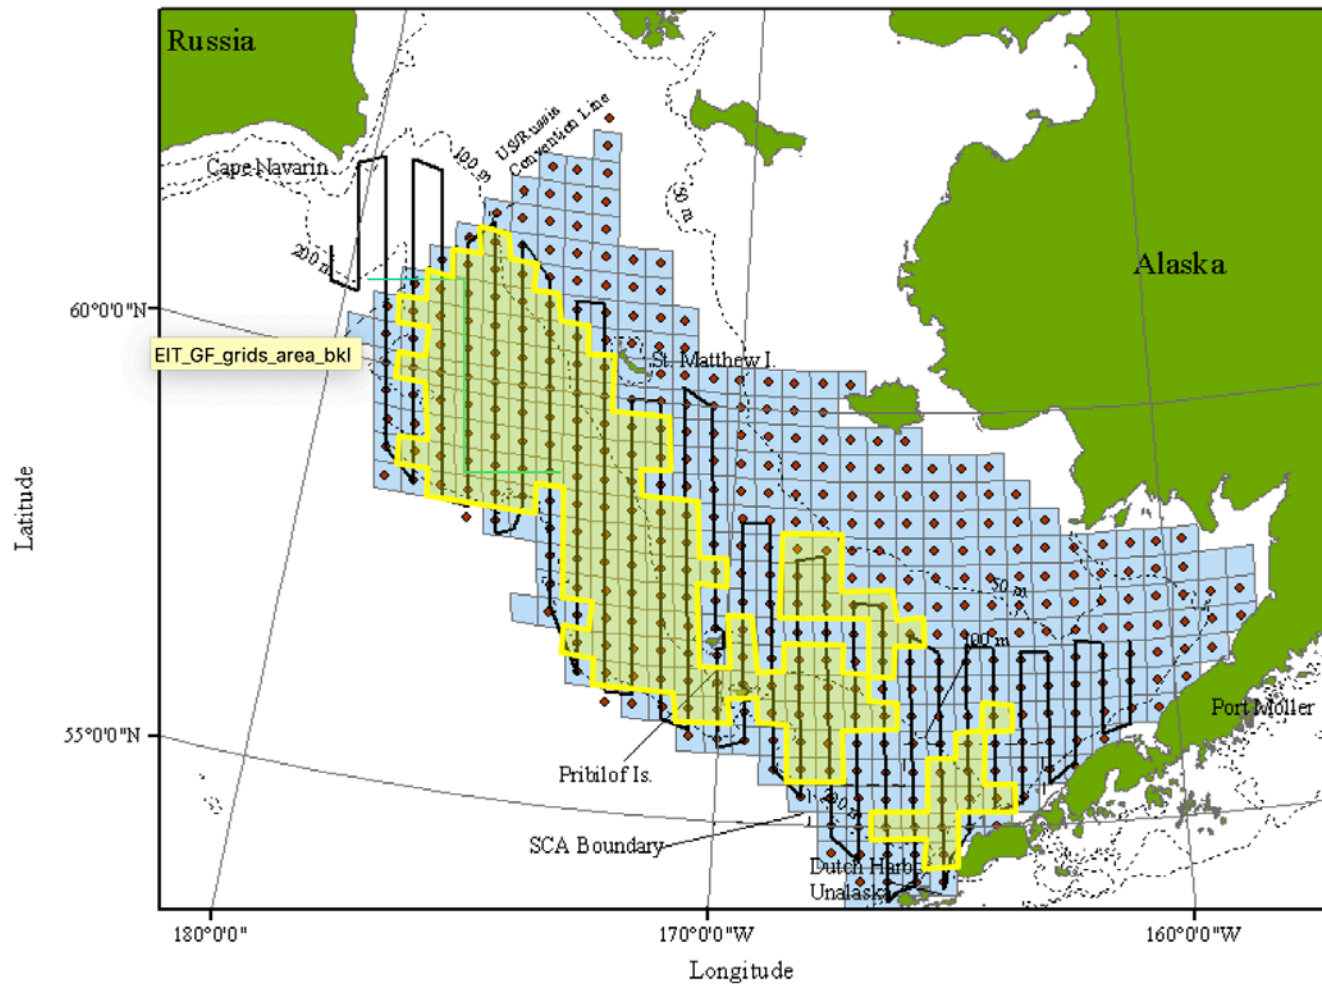 Russia
US/Russia
Convention Line
100 m
50 m
Cape Navarin
200 m
Alaska
60°0'0"N
EIT_GF_grids_area_bkl
St. Matthew I.
Latitude
50 m
100 m
Port Moller
55°0'0"N
Pribilof Is.
SCA Boundary
Dutch Harb
Unalaska
180°0'0"
170°0'0"W
160°0'0"W
Longitude